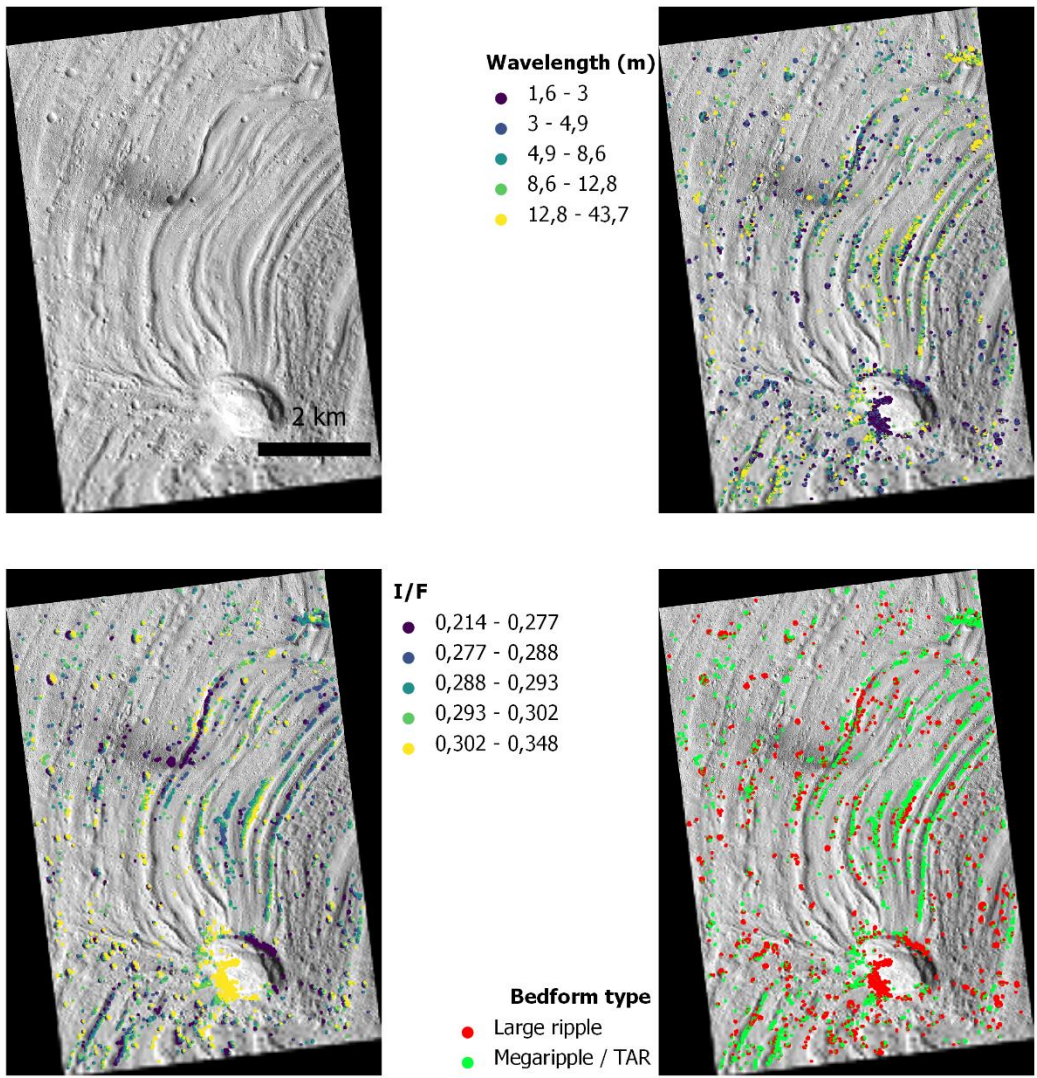 Wavelength (m)
1,6 - 3
3 - 4,9
4,9 - 8,6
8,6 - 12,8
12,8 - 43,7
2 km
I/F
0,214 - 0,277
0,277 - 0,288
0,288 - 0,293
0,293 - 0,302
0,302 - 0,348
Bedform type
Large ripple
Megaripple / TAR